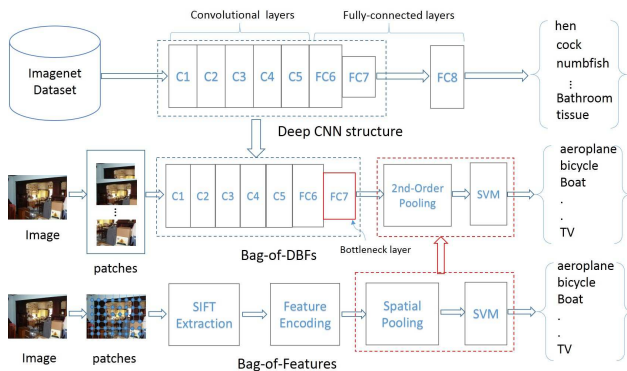 Convolutional layers
Fully-connected layers
Imagenet
Dataset
C1
C2
C3
C4
C5
FC6
FC7
FC8
hen
cock
numbfish
⋮
Bathroom
tissue
Deep CNN structure
Image
patches
C1
C2
C3
C4
C5
FC6
FC7
Bottleneck layer
Bag-of-DBFs
2nd-Order
Pooling
SVM
aeroplane
bicycle
Boat
.
.
TV
Image
patches
SIFT
Extraction
Feature
Encoding
Spatial
Pooling
SVM
aeroplane
bicycle
Boat
.
.
TV
Bag-of-Features